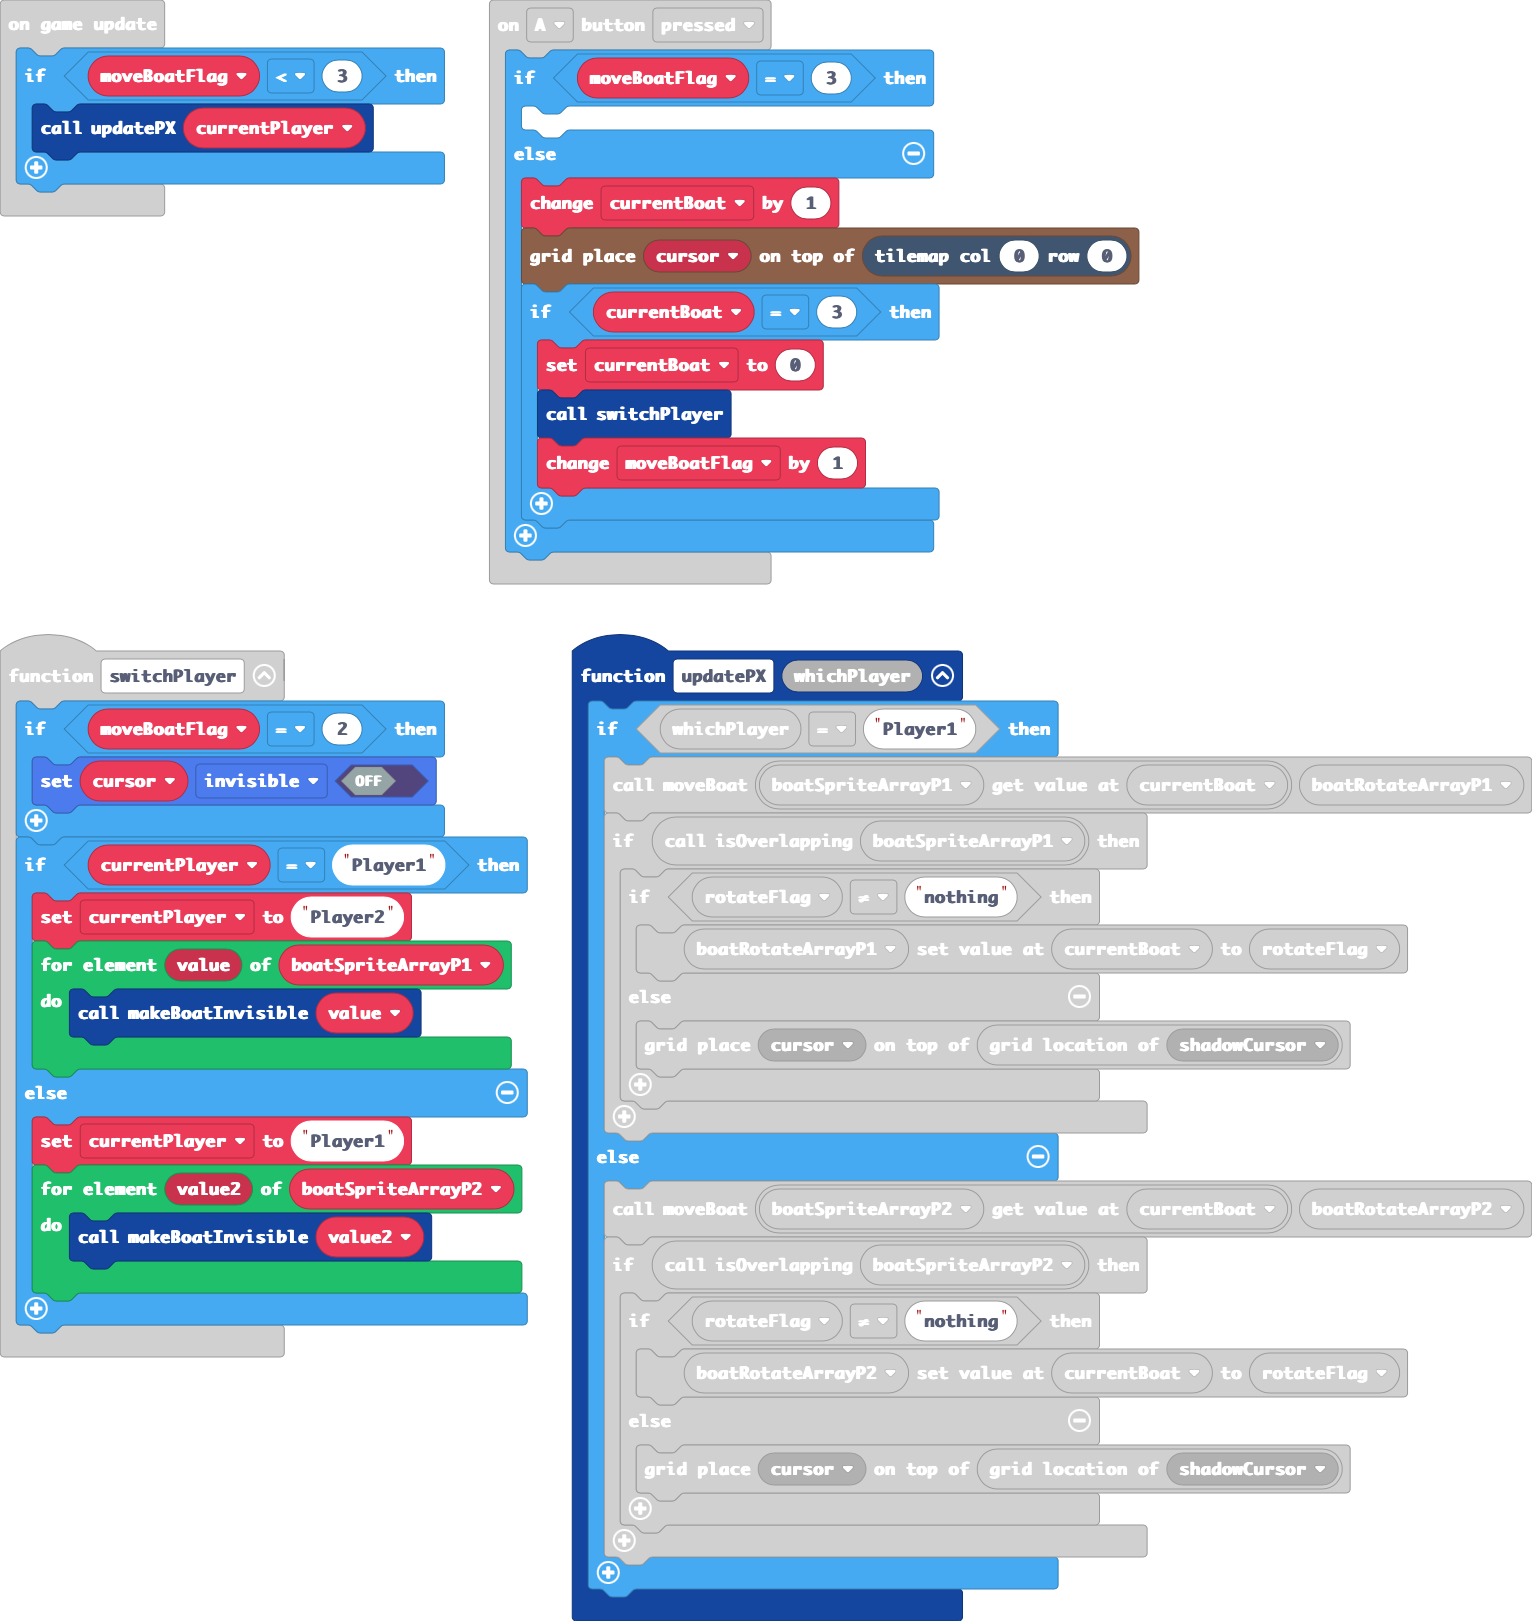 on game update
if moveBoatFlag < 3 then
call updatePX currentPlayer
on A button pressed
if moveBoatFlag = 3 then
else
change currentBoat by 1
grid place cursor on top of tilemap col 0 row 0
if currentBoat = 3 then
set currentBoat to 0
call switchPlayer
change moveBoatFlag by 1
function switchPlayer
if moveBoatFlag = 2 then
set cursor invisible OFF
if currentPlayer = "Player1" then
set currentPlayer to "Player2"
for element value of boatSpriteArrayP1
do call makeBoatInvisible value
else
set currentPlayer to "Player1"
for element value2 of boatSpriteArrayP2
do call makeBoatInvisible value2
function updatePX whichPlayer
if whichPlayer = "Player1" then
call moveBoat boatSpriteArrayP1 get value at currentBoat boatRotateArrayP1
if call isOverlapping boatSpriteArrayP1 then
if rotateFlag ≠ "nothing" then
boatRotateArrayP1 set value at currentBoat to rotateFlag
else
grid place cursor on top of grid location of shadowCursor
else
call moveBoat boatSpriteArrayP2 get value at currentBoat boatRotateArrayP2
if call isOverlapping boatSpriteArrayP2 then
if rotateFlag ≠ "nothing" then
boatRotateArrayP2 set value at currentBoat to rotateFlag
else
grid place cursor on top of grid location of shadowCursor